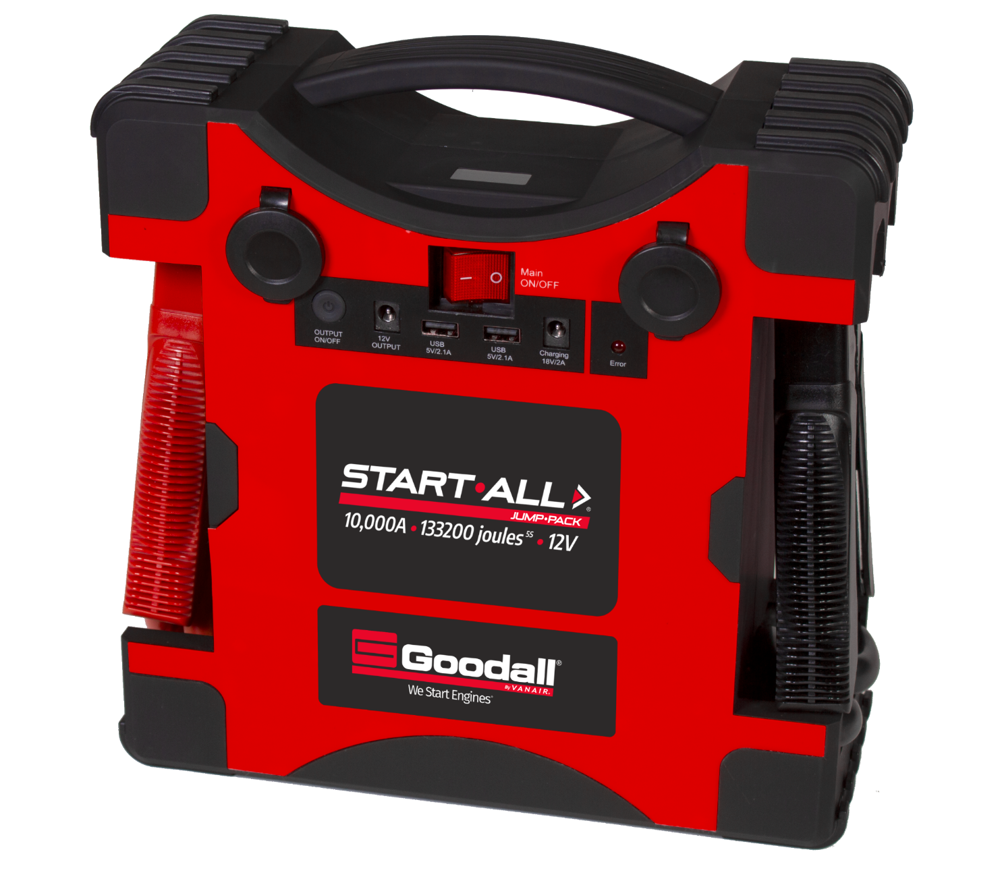 Main
ON/OFF
OUTPUT
ON/OFF
12V
OUTPUT
USB
5V/2.1A
USB
5V/2.1A
Charging
18V/2A
Error
START•ALL®
JUMP•PACK
10,000A • 133200 joules 5S • 12V
Goodall®
By VANAIR®
We Start Engines®